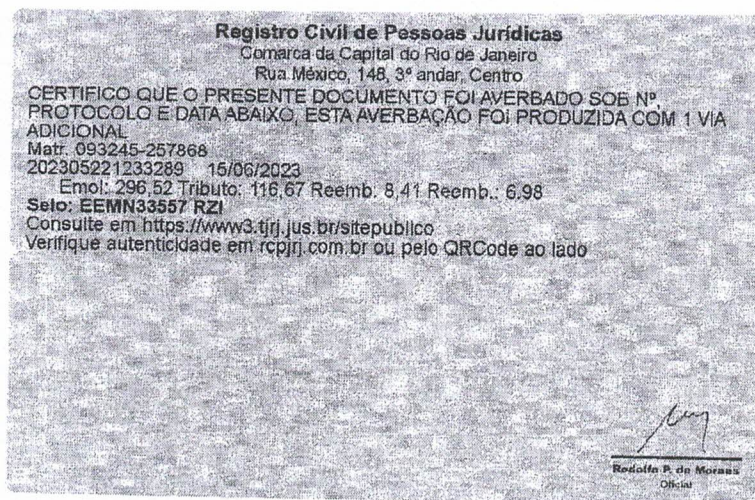 Registro Civil de Pessoas Jurídicas
Comarca da Capital do Rio de Janeiro
Rua México, 148, 3º andar, Centro
CERTIFICO QUE O PRESENTE DOCUMENTO FOI AVERBADO SOB Nº,
PROTOCOLO E DATA ABAIXO, ESTA AVERBAÇÃO FOI PRODUZIDA COM 1 VIA
ADICIONAL
Matr. 093245-257868
202305221233289 15/06/2023
Emol: 296,52 Tributo: 116,67 Reemb. 8,41 Reemb.: 6,98
Selo: EEMN33557 RZI
Consulte em https://www3.tjrj.jus.br/sitepublico
Verifique autenticidade em rcpjrj.com.br ou pelo QRCode ao lado
Rodolfo P. de Moraes
Oficial